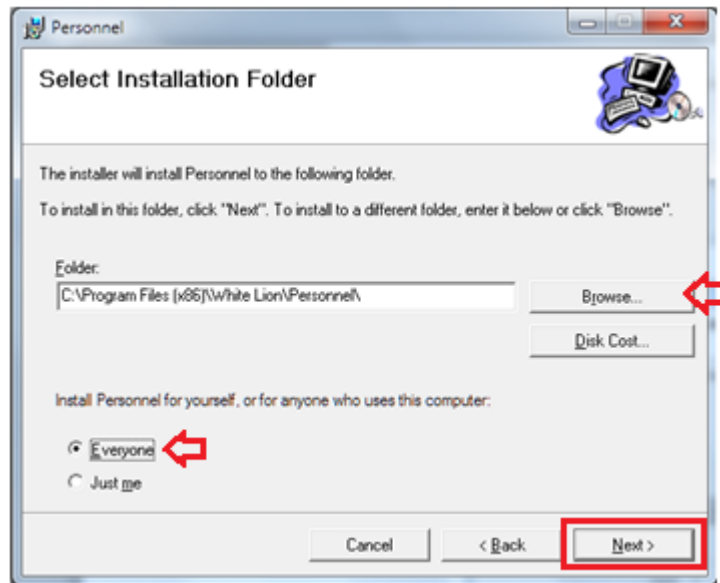 Personnel
Select Installation Folder
The installer will install Personnel to the following folder.
To install in this folder, click "Next". To install to a different folder, enter it below or click "Browse".
Folder:
C:\Program Files (x86)\White Lion\Personnel\
Browse...
Disk Cost...
Install Personnel for yourself, or for anyone who uses this computer:
Everyone
Just me
Cancel
< Back
Next >